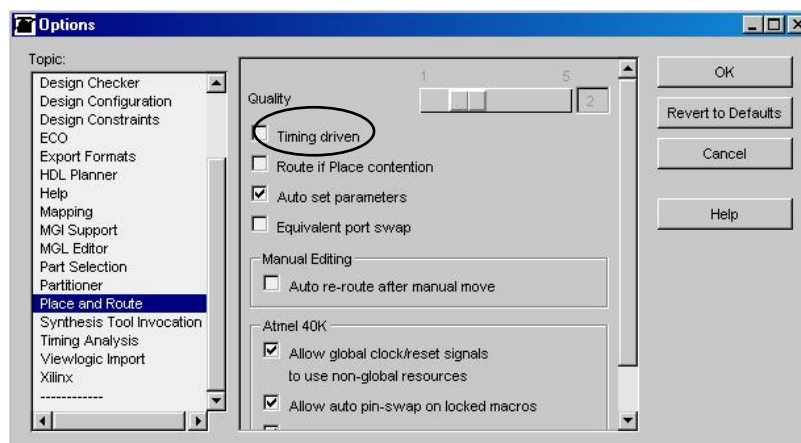 Options
Topic:
Design Checker
Design Configuration
Design Constraints
ECO
Export Formats
HDL Planner
Help
Mapping
MGI Support
MGL Editor
Part Selection
Partitioner
Place and Route
Synthesis Tool Invocation
Timing Analysis
Viewlogic Import
Xilinx
------------
1 5
Quality 2
Timing driven
Route if Place contention
Auto set parameters
Equivalent port swap
Manual Editing
Auto re-route after manual move
Atmel 40K
Allow global clock/reset signals
to use non-global resources
Allow auto pin-swap on locked macros
OK
Revert to Defaults
Cancel
Help